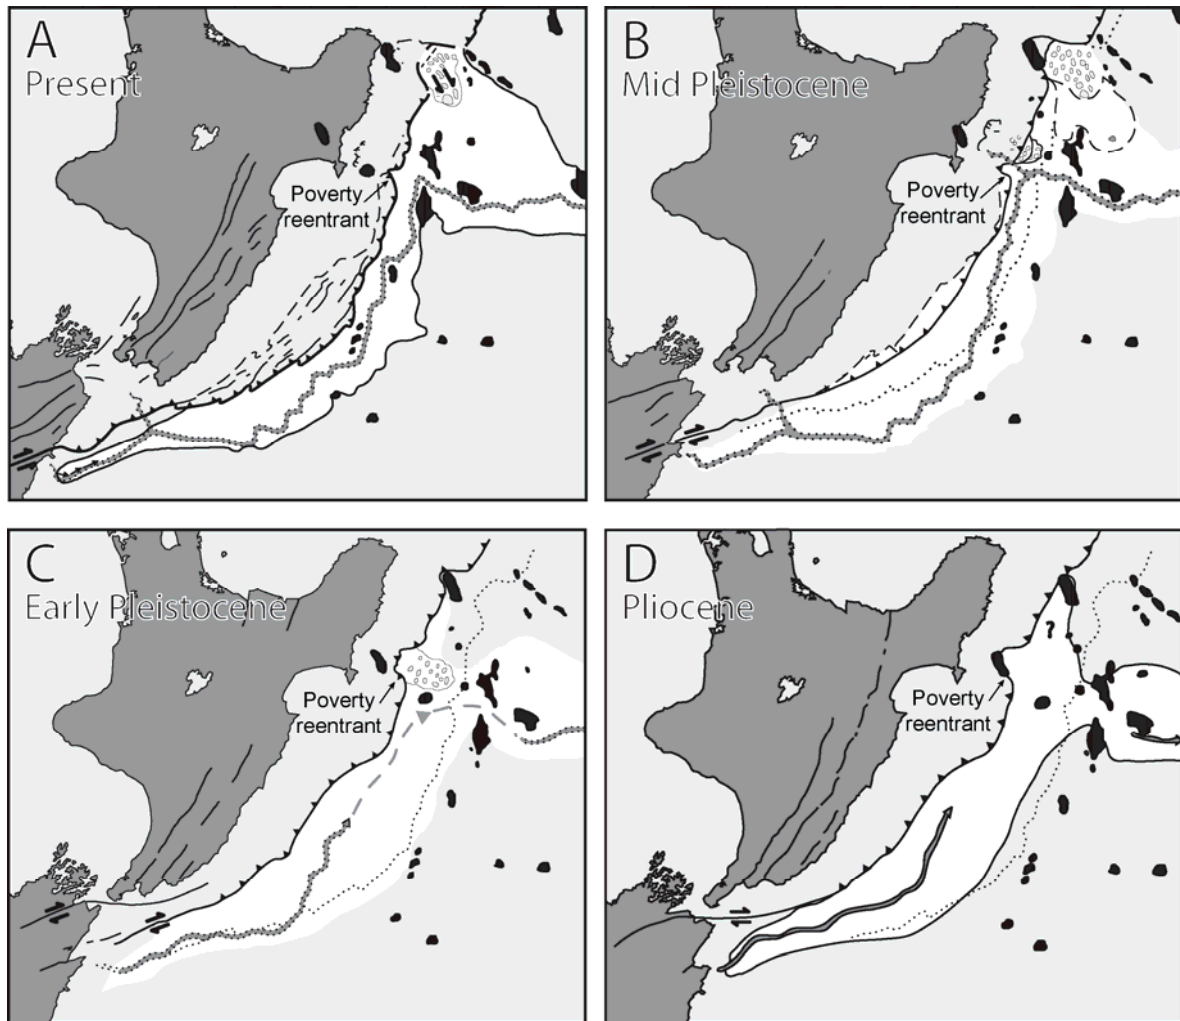 A
Present
Poverty
reentrant
B
Mid Pleistocene
Poverty
reentrant
C
Early Pleistocene
Poverty
reentrant
D
Pliocene
?
Poverty
reentrant